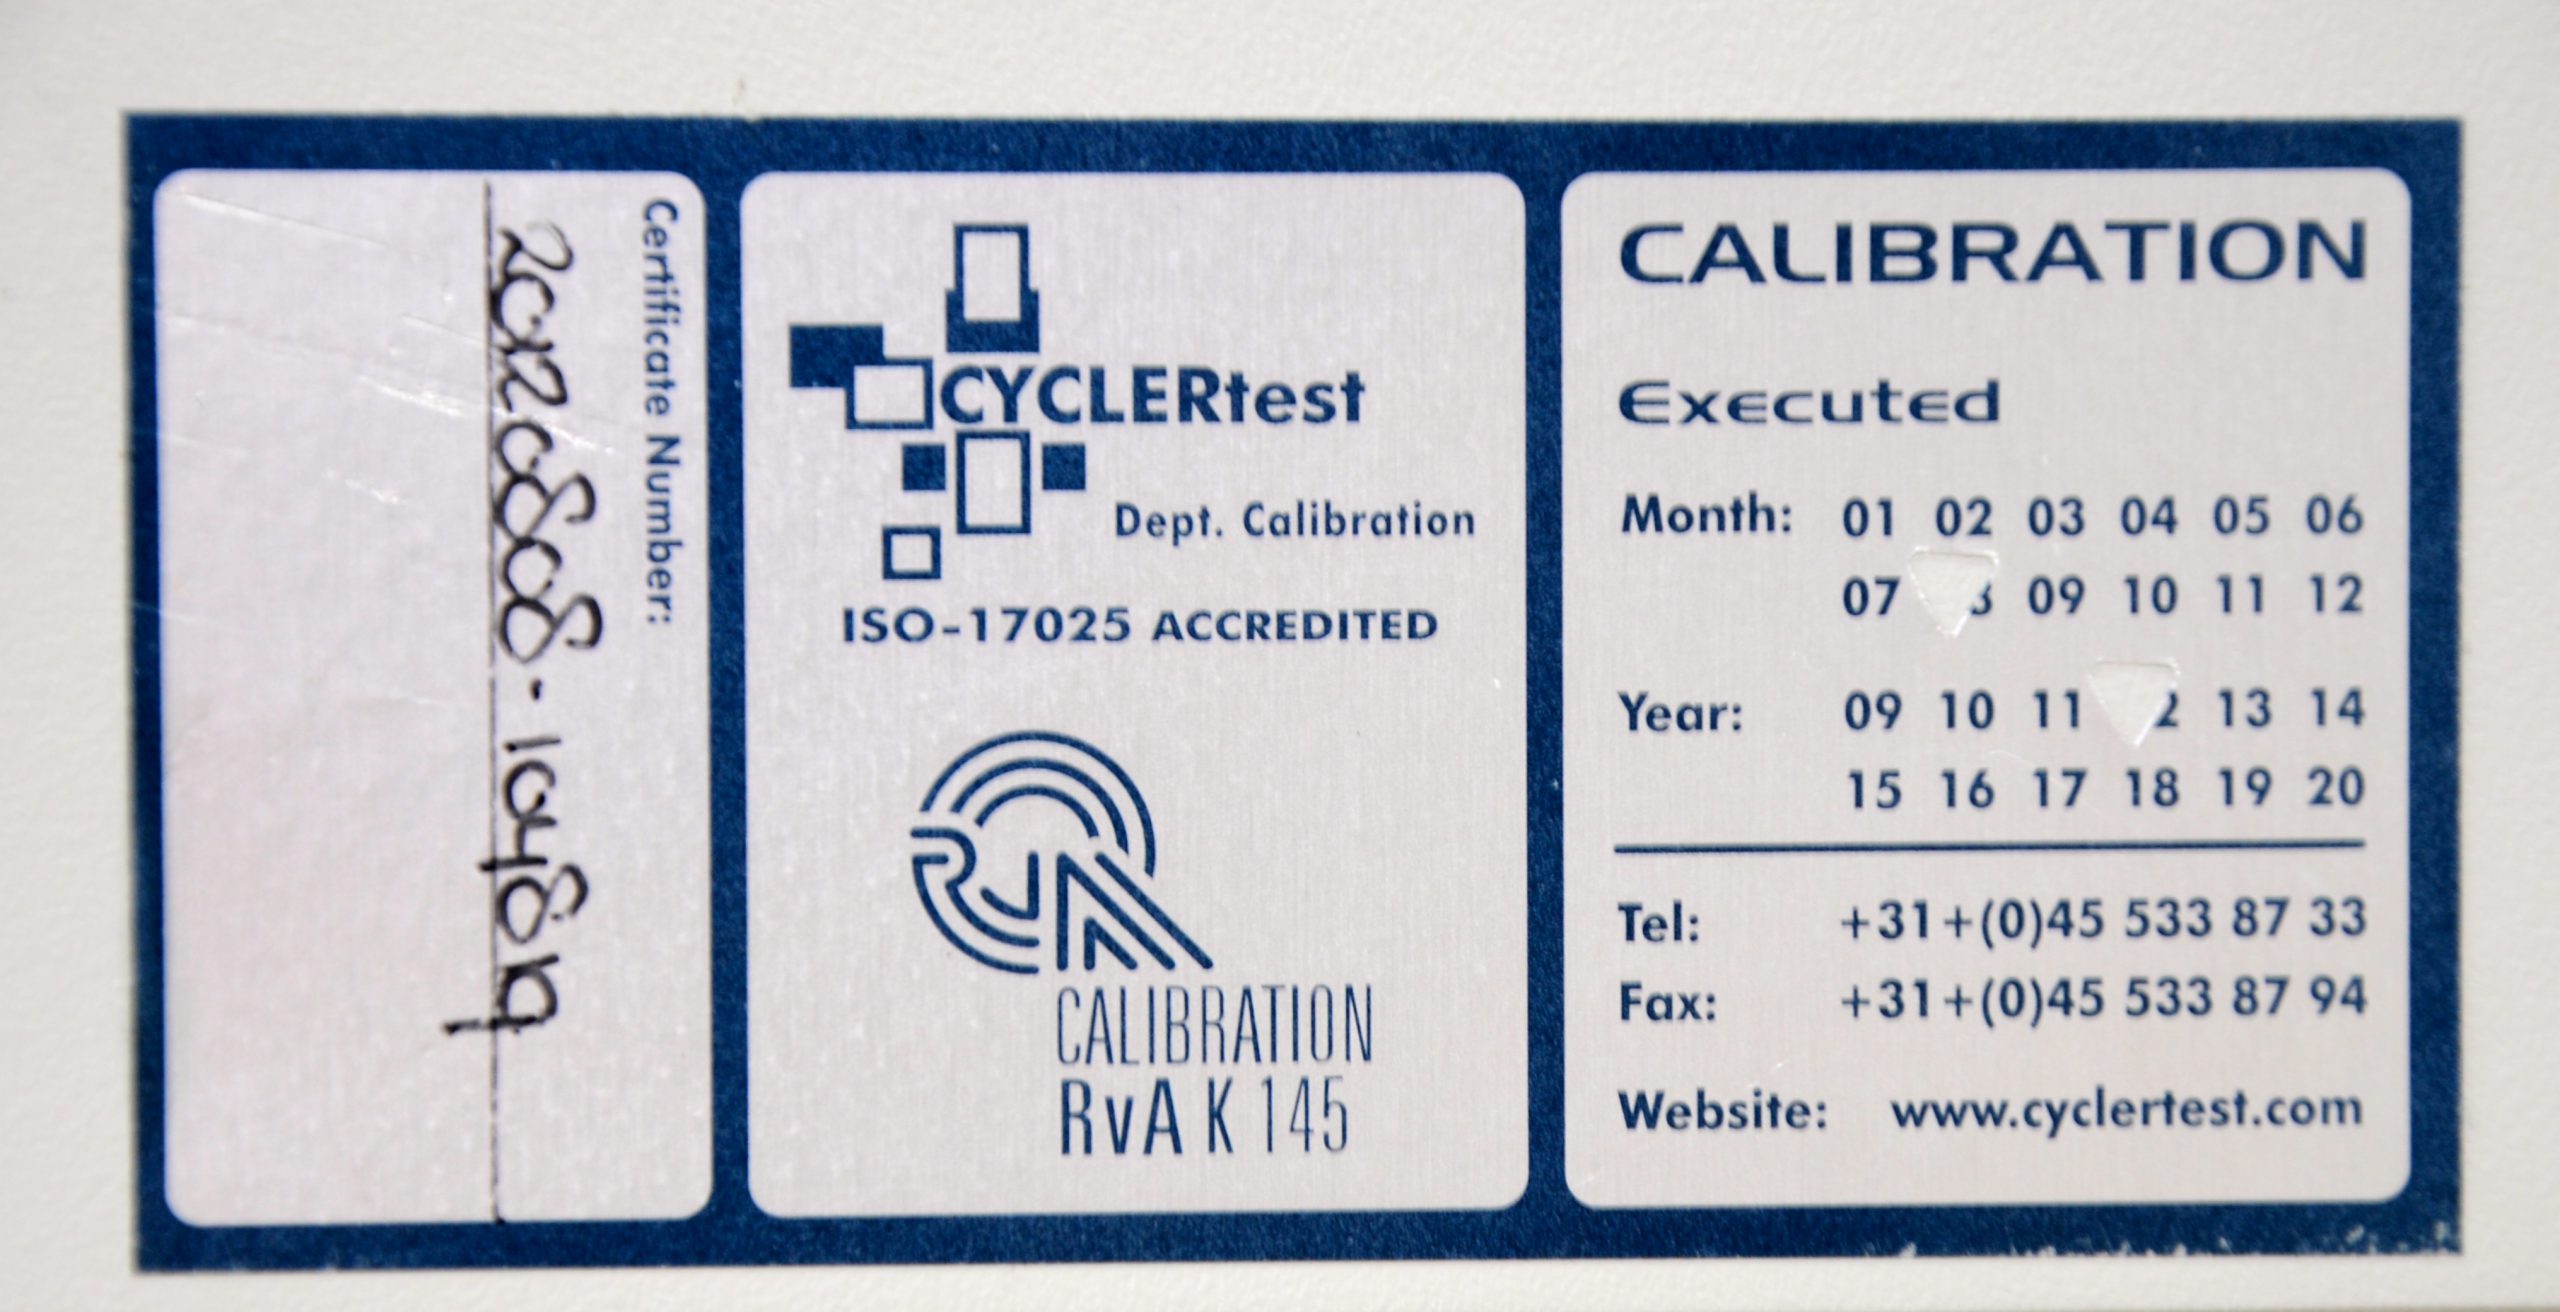 Certificate Number:
20120808-104819
CYCLERtest
Dept. Calibration
ISO-17025 ACCREDITED
RvA
CALIBRATION
RvA K 145
CALIBRATION
Executed
Month: 01 02 03 04 05 06
07 8 09 10 11 12
Year: 09 10 11 2 13 14
15 16 17 18 19 20
Tel: +31+(0)45 533 87 33
Fax: +31+(0)45 533 87 94
Website: www.cyclertest.com